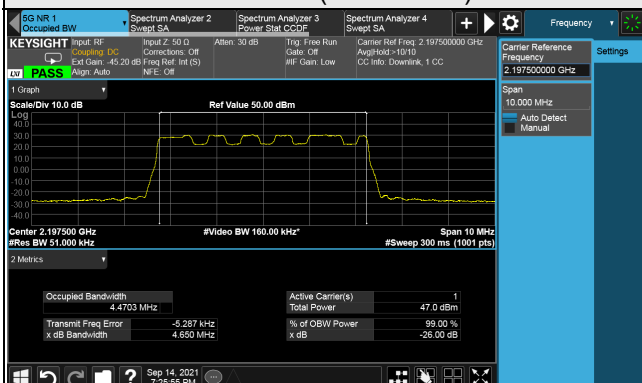 5G NR 1
Occupied BW
Spectrum Analyzer 2
Swept SA
Spectrum Analyzer 3
Power Stat CCDF
Spectrum Analyzer 4
Swept SA
+
Frequency
KEYSIGHT
Input: RF
Coupling: DC
Ext Gain: -45.20 dB
Align: Auto
Input Z: 50 Ω
Corrections: Off
Freq Ref: Int (S)
NFE: Off
Atten: 30 dB
Trig: Free Run
Gate: Off
#IF Gain: Low
Carrier Ref Freq: 2.197500000 GHz
Avg|Hold:>10/10
CC Info: Downlink, 1 CC
LXI PASS
Carrier Reference
Frequency
2.197500000 GHz
Settings
Span
10.000 MHz
Auto Detect
Manual
1 Graph
Scale/Div 10.0 dB
Ref Value 50.00 dBm
Log
40.0
30.0
20.0
10.0
0.00
-10.0
-20.0
-30.0
-40.0
Center 2.197500 GHz
#Video BW 160.00 kHz*
Span 10 MHz
#Res BW 51.000 kHz
#Sweep 300 ms (1001 pts)
2 Metrics
Occupied Bandwidth
4.4703 MHz
Active Carrier(s) 1
Total Power 47.0 dBm
Transmit Freq Error -5.287 kHz
x dB Bandwidth 4.650 MHz
% of OBW Power 99.00 %
x dB -26.00 dB
?
Sep 14, 2021
7:25:55 PM